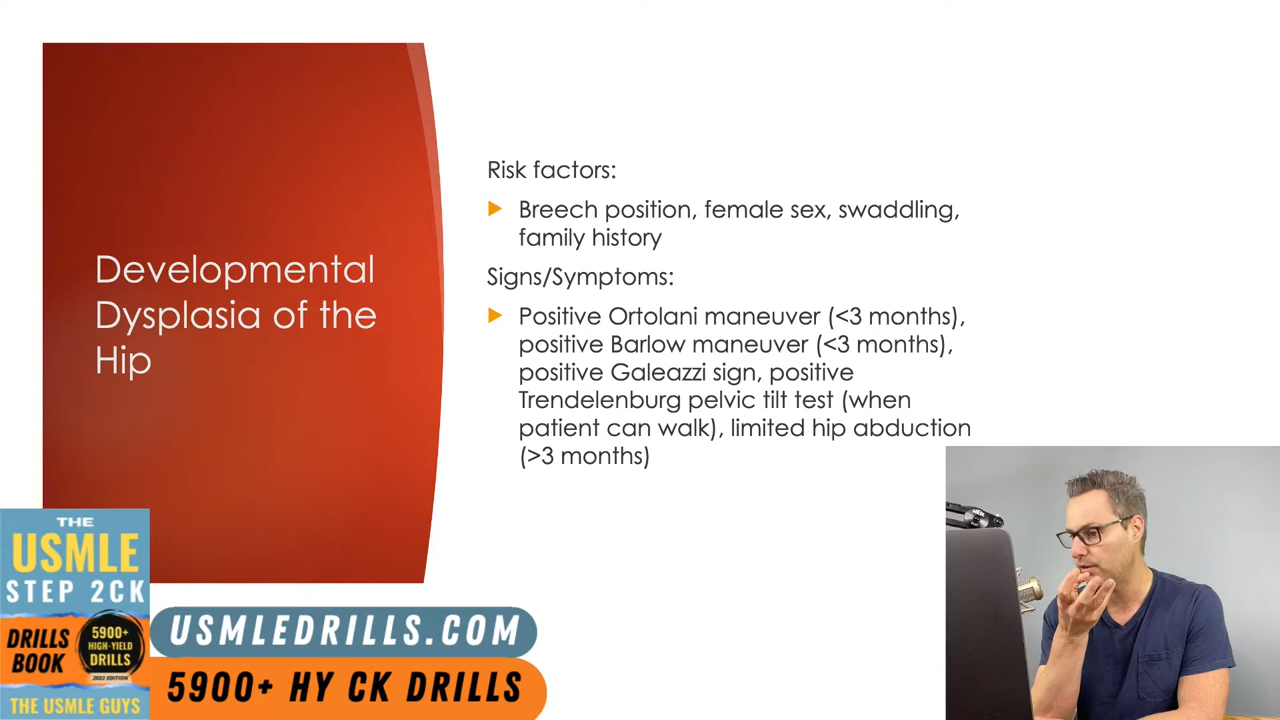 Developmental
Dysplasia of the
Hip
Risk factors:
Breech position, female sex, swaddling,
family history
Signs/Symptoms:
Positive Ortolani maneuver (<3 months),
positive Barlow maneuver (<3 months),
positive Galeazzi sign, positive
Trendelenburg pelvic tilt test (when
patient can walk), limited hip abduction
(>3 months)
THE
USMLE
STEP 2CK
DRILLS
BOOK
5900+
HIGH-YIELD
DRILLS
2022 EDITION
THE USMLE GUYS
USMLEDRILLS.COM
5900+ HY CK DRILLS